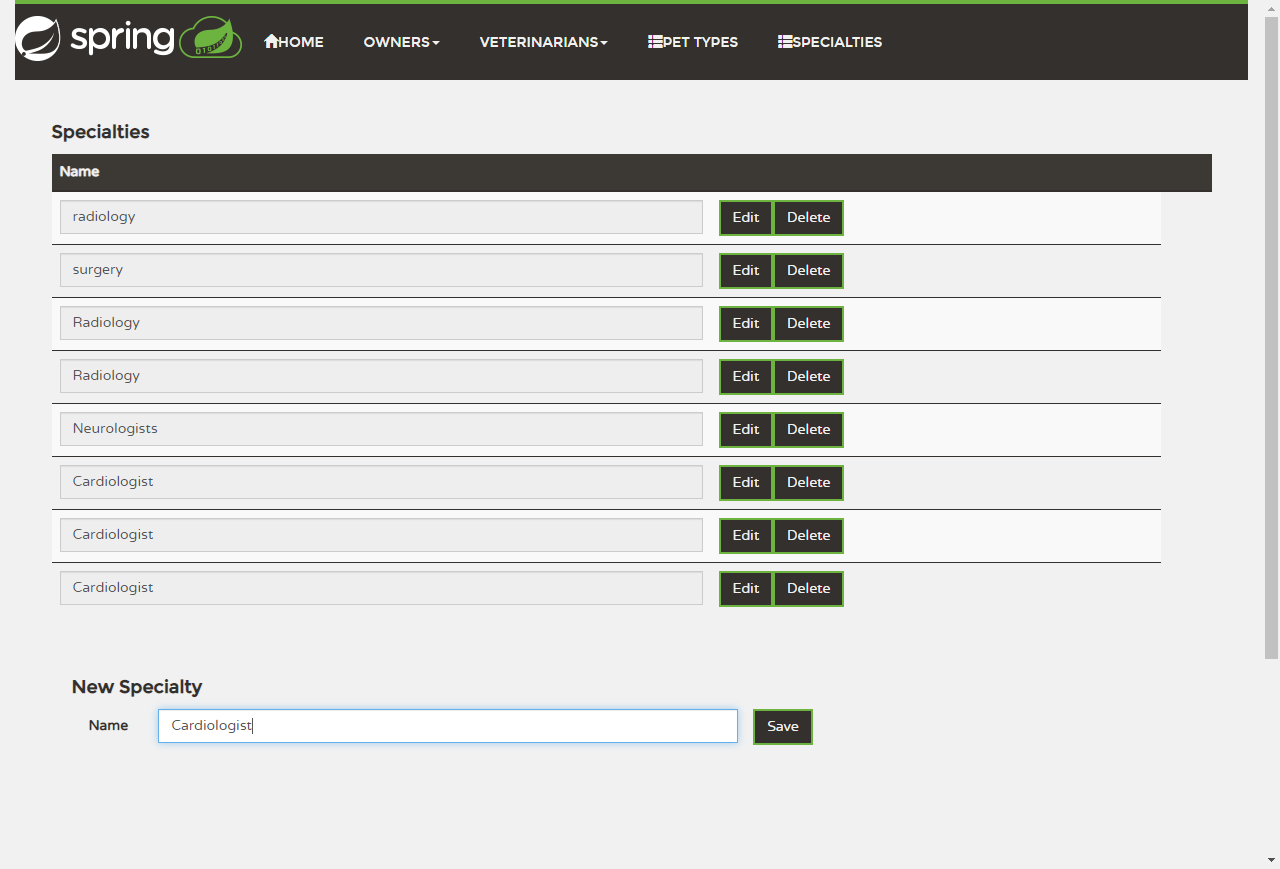 spring HOME OWNERS VETERINARIANS PET TYPES SPECIALTIES
Specialties
Name
radiology Edit Delete
surgery Edit Delete
Radiology Edit Delete
Radiology Edit Delete
Neurologists Edit Delete
Cardiologist Edit Delete
Cardiologist Edit Delete
Cardiologist Edit Delete
New Specialty
Name Cardiologist Save